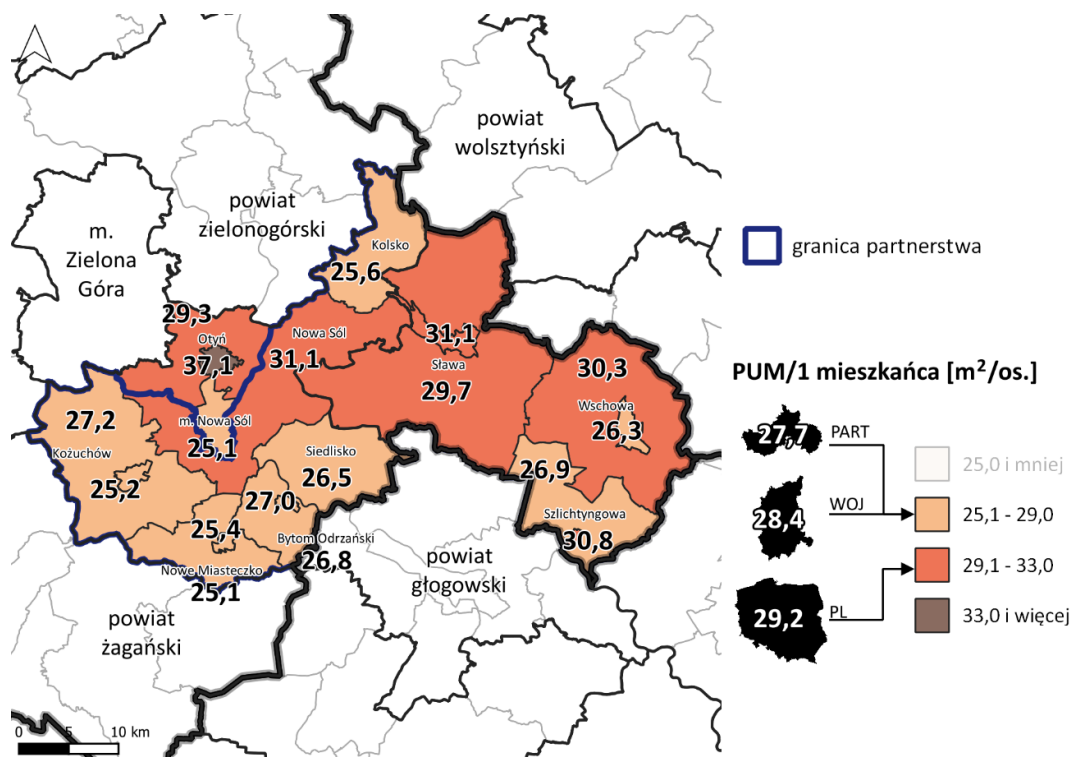 powiat
wolsztyński
powiat
zielonogórski
m.
Zielona
Góra
Kolsko
25,6
29,3
Otyń
37,1
Nowa Sól
31,1
31,1
Sława
29,7
30,3
Wschowa
26,3
27,2
Kożuchów
25,2
m. Nowa Sól
25,1
Siedlisko
26,5
27,0
25,4
Bytom Odrzański
26,8
26,9
Szlichtyngowa
30,8
Nowe Miasteczko
25,1
powiat
głogowski
powiat
żagański
0 5 10 km
granica partnerstwa
PUM/1 mieszkańca [m²/os.]
27,7 PART
28,4 WOJ
29,2 PL
25,0 i mniej
25,1 - 29,0
29,1 - 33,0
33,0 i więcej